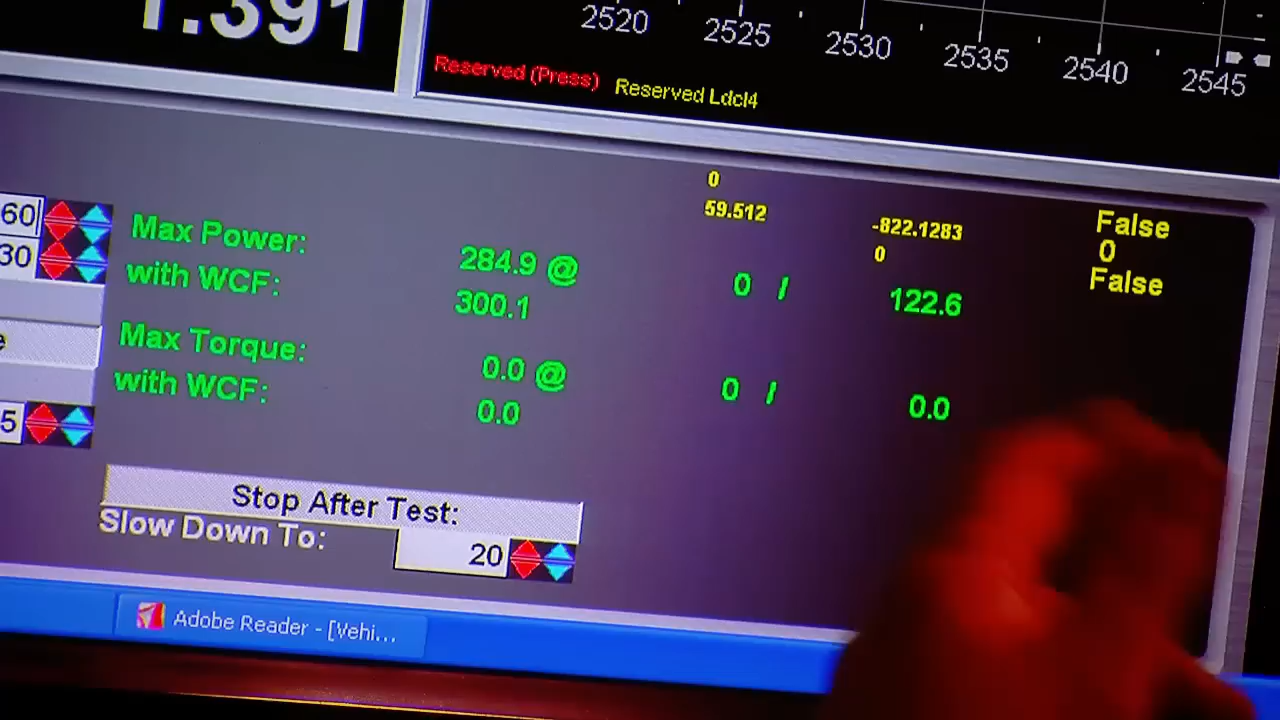 1.391
2520 2525 2530 2535 2540 2545
Reserved (Press) Reserved Ldcl4
0
59.512 -822.1283 False
0 0
False
60
30
Max Power: 284.9 @ 0 / 122.6
with WCF: 300.1
Max Torque: 0.0 @ 0 / 0.0
with WCF: 0.0
5
Stop After Test:
Slow Down To: 20
Adobe Reader - [Vehi...